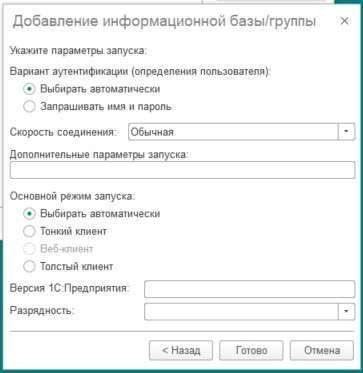 Добавление информационной базы/группы
Укажите параметры запуска:
Вариант аутентификации (определения пользователя):
Выбирать автоматически
Запрашивать имя и пароль
Скорость соединения: Обычная
Дополнительные параметры запуска:
Основной режим запуска:
Выбирать автоматически
Тонкий клиент
Веб-клиент
Толстый клиент
Версия 1С:Предприятия:
Разрядность:
< Назад Готово Отмена